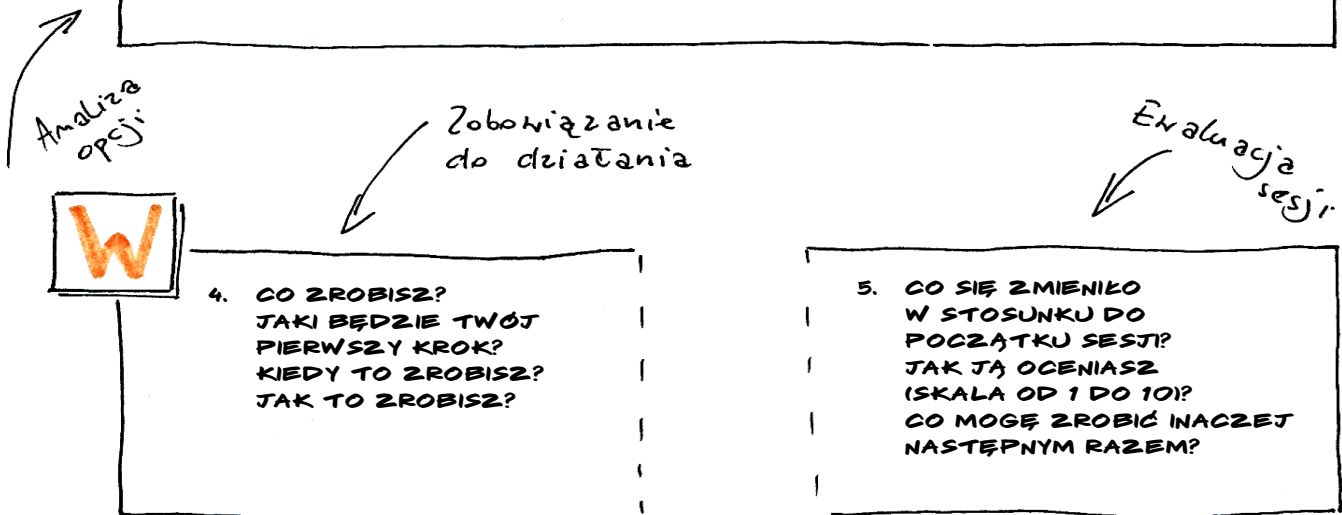 Analiza
opcji
Zobowiązanie
do działania
Ewaluacja
sesji
W
4. CO ZROBISZ?
JAKI BĘDZIE TWÓJ
PIERWSZY KROK?
KIEDY TO ZROBISZ?
JAK TO ZROBISZ?
5. CO SIĘ ZMIENIŁO
W STOSUNKU DO
POCZĄTKU SESJI?
JAK JĄ OCENIASZ
(SKALA OD 1 DO 10)?
CO MOGĘ ZROBIĆ INACZEJ
NASTĘPNYM RAZEM?